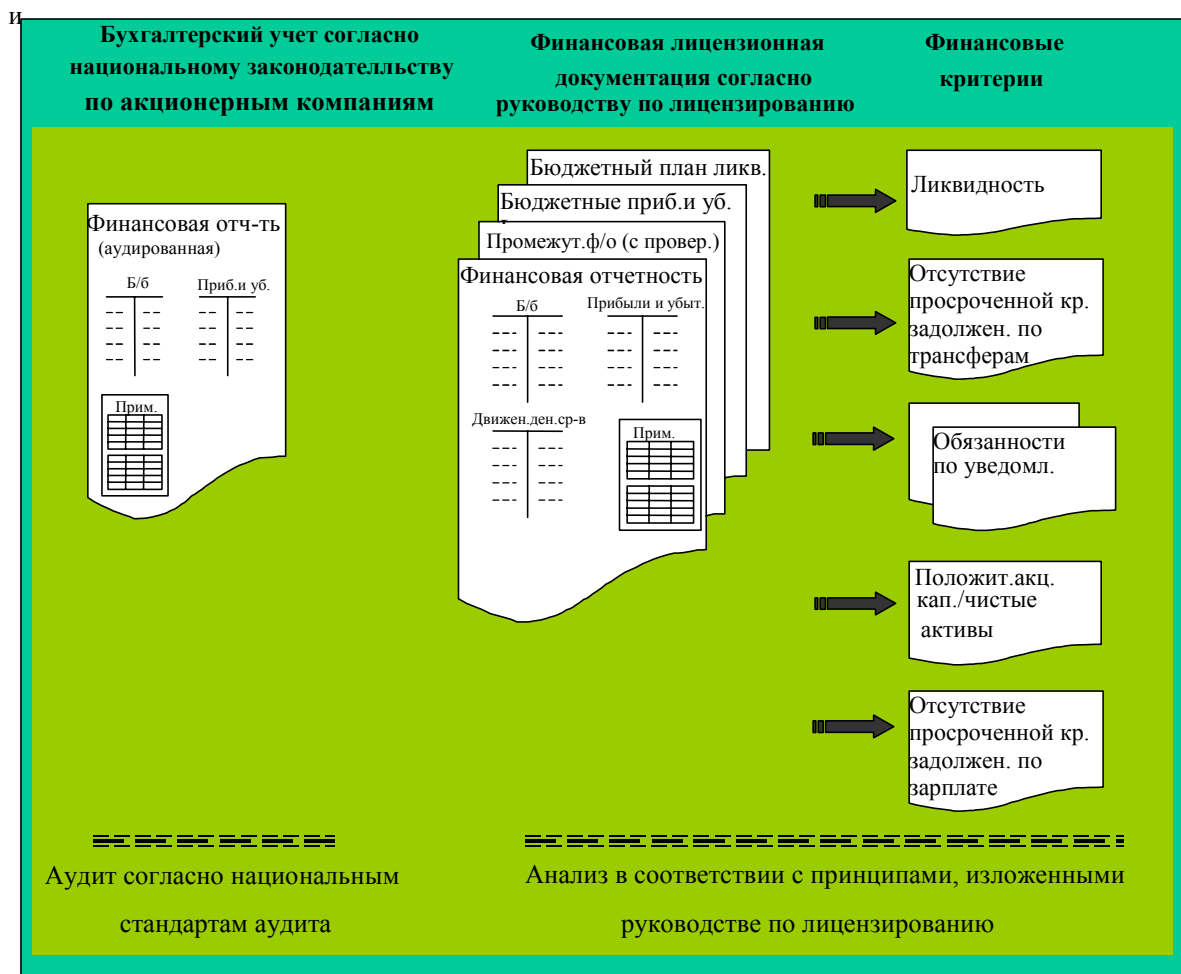 и
Бухгалтерский учет согласно
национальному законодателльству
по акционерным компаниям
Финансовая лицензионная
документация согласно
руководству по лицензированию
Финансовые
критерии
Финансовая отч-ть
(аудированная)
Б/б
Приб.и уб.
Прим.
Бюджетный план ликв.
Бюджетные приб.и уб.
Промежут.ф/о (с провер.)
Финансовая отчетность
Б/б
Прибыли и убыт.
Движен.ден.ср-в
Прим.
Ликвидность
Отсутствие
просроченной кр.
задолжен. по
трансферам
Обязанности
по уведомл.
Положит.акц.
кап./чистые
активы
Отсутствие
просроченной кр.
задолжен. по
зарплате
Аудит согласно национальным
стандартам аудита
Анализ в соответствии с принципами, изложенными
руководстве по лицензированию